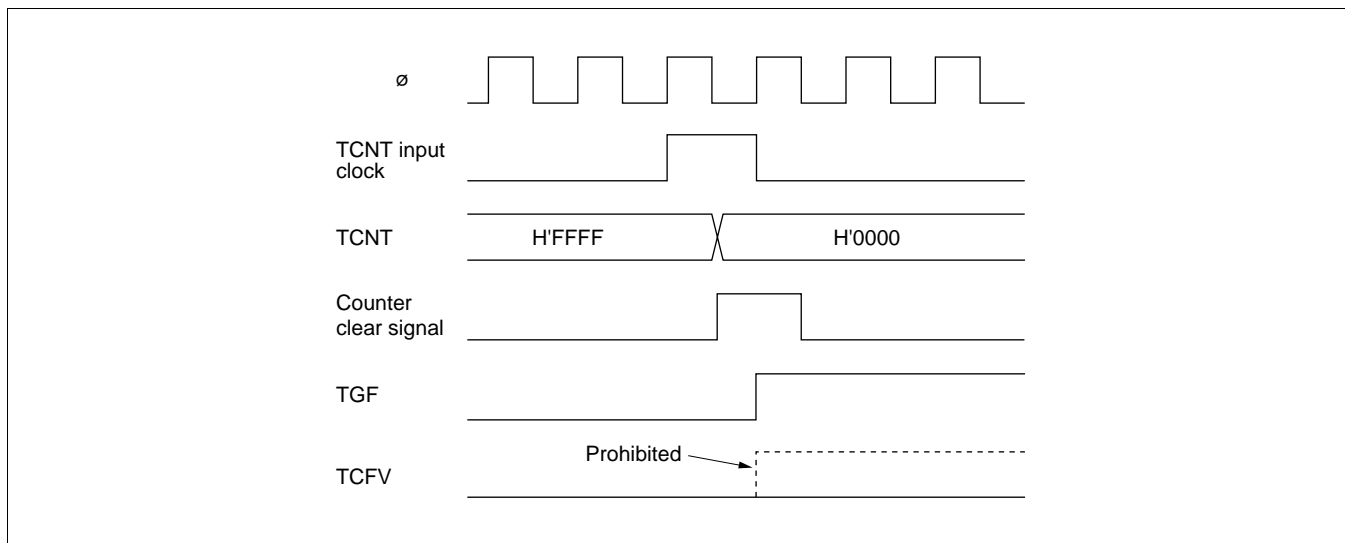 ø
TCNT input
clock
TCNT
H'FFFF
H'0000
Counter
clear signal
TGF
Prohibited
TCFV